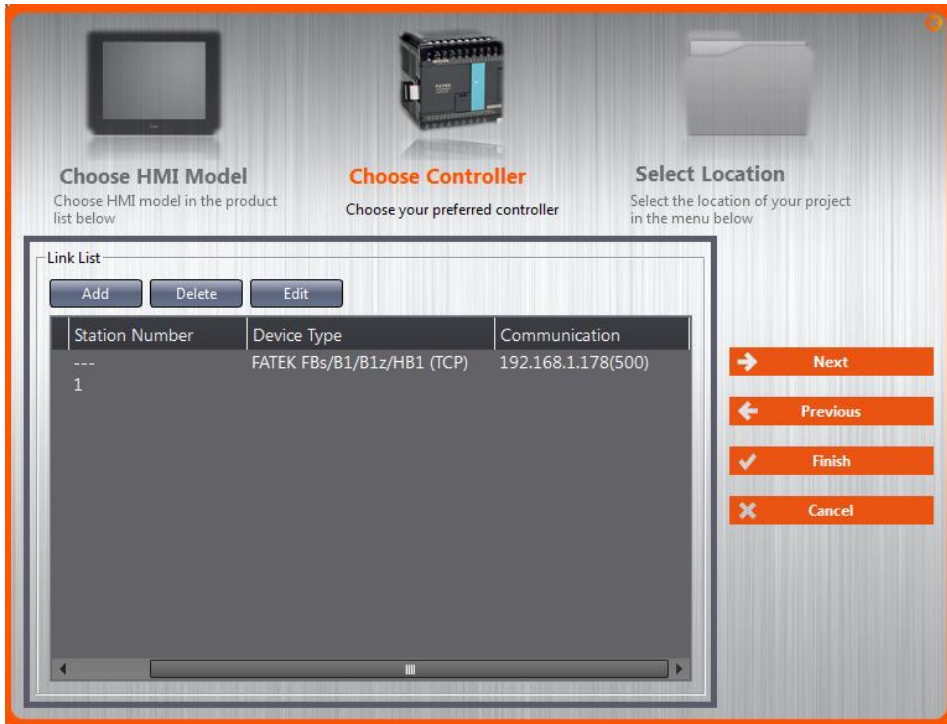 Choose HMI Model
Choose HMI model in the product
list below
Choose Controller
Choose your preferred controller
Select Location
Select the location of your project
in the menu below
Link List
Add Delete Edit
Station Number Device Type Communication
--- FATEK FBs/B1/B1z/HB1 (TCP) 192.168.1.178(500)
1
Next
Previous
Finish
Cancel